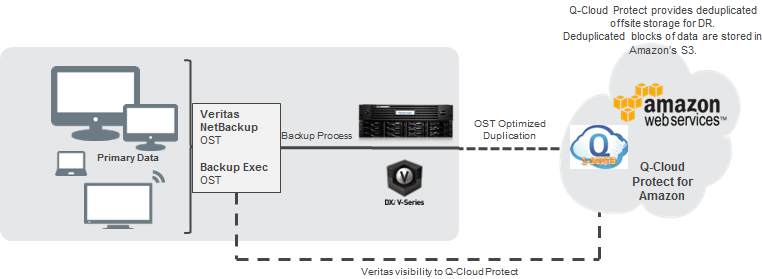 Q-Cloud Protect provides deduplicated
offsite storage for DR.
Deduplicated blocks of data are stored in
Amazon's S3.
Primary Data
Veritas
NetBackup
OST
Backup Exec
OST
Backup Process
V
DX/ V-Series
OST Optimized
Duplication
amazon
webservices™
Q
Q-Cloud
Protect for
Amazon
Veritas visibility to Q-Cloud Protect